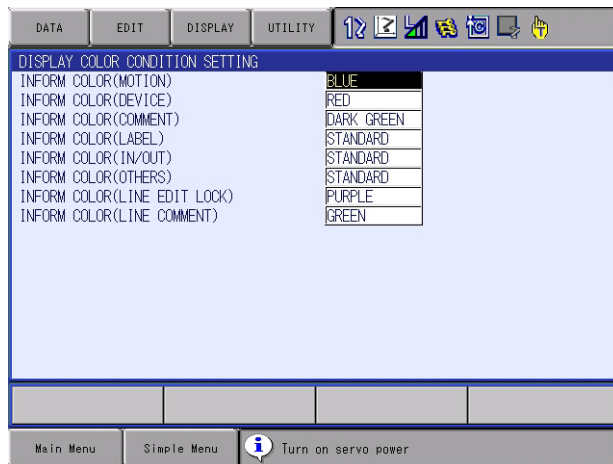 DATA EDIT DISPLAY UTILITY
DISPLAY COLOR CONDITION SETTING
INFORM COLOR(MOTION) BLUE
INFORM COLOR(DEVICE) RED
INFORM COLOR(COMMENT) DARK GREEN
INFORM COLOR(LABEL) STANDARD
INFORM COLOR(IN/OUT) STANDARD
INFORM COLOR(OTHERS) STANDARD
INFORM COLOR(LINE EDIT LOCK) PURPLE
INFORM COLOR(LINE COMMENT) GREEN
Main Menu Simple Menu Turn on servo power